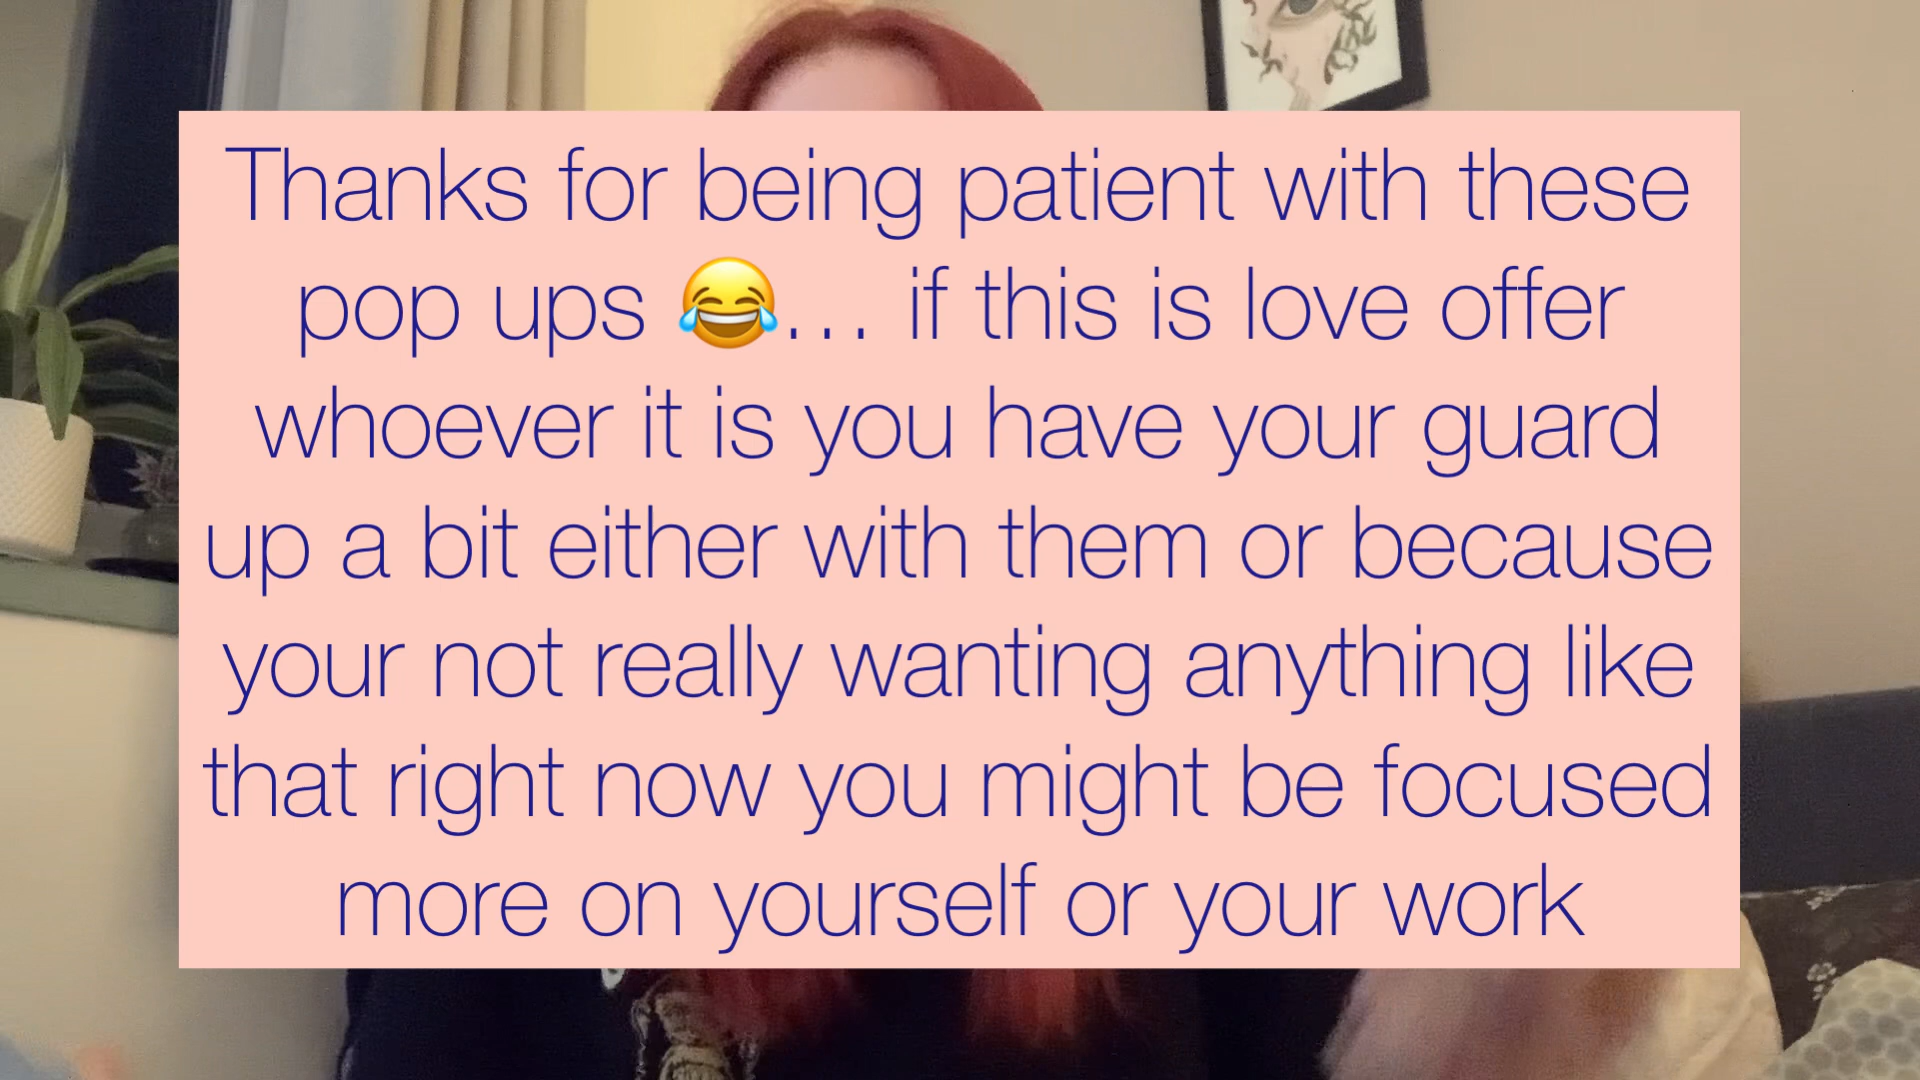 Thanks for being patient with these
pop ups 😂... if this is love offer
whoever it is you have your guard
up a bit either with them or because
your not really wanting anything like
that right now you might be focused
more on yourself or your work